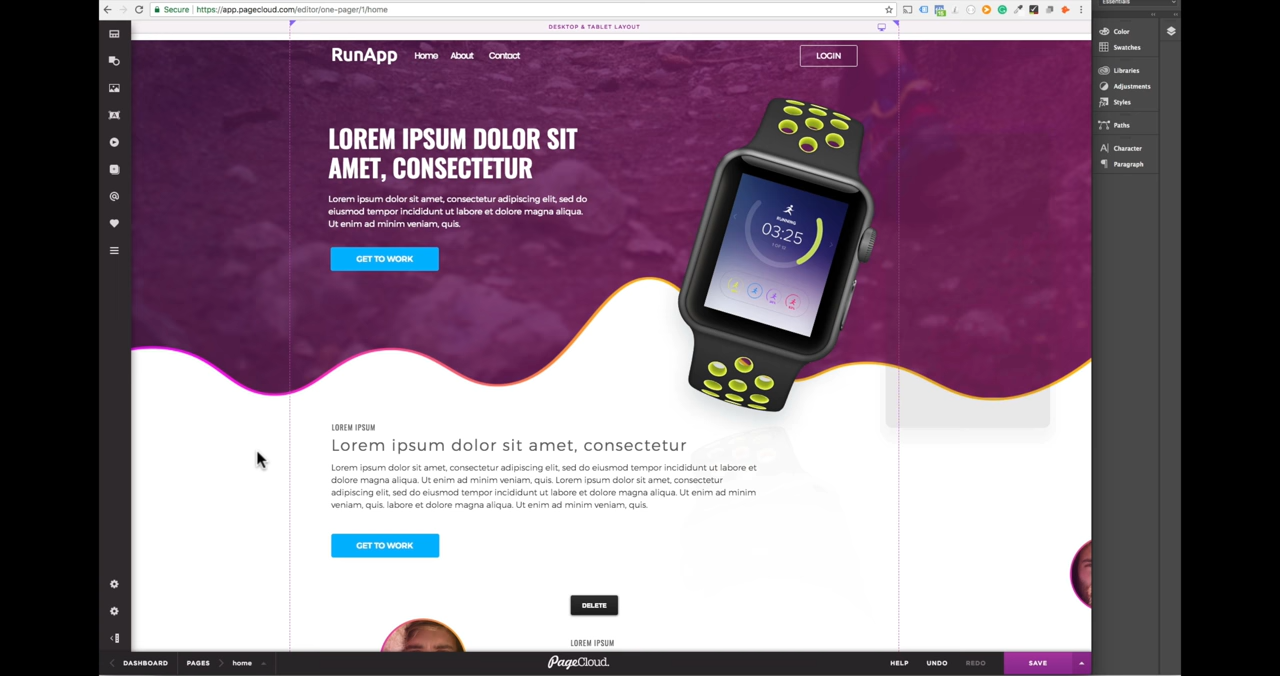 Secure
https://app.pagecloud.com/editor/one-pager/1/home
Essentials
DESKTOP & TABLET LAYOUT
RunApp
Home
About
Contact
LOGIN
LOREM IPSUM DOLOR SIT
AMET, CONSECTETUR
Lorem ipsum dolor sit amet, consectetur adipiscing elit, sed do
eiusmod tempor incididunt ut labore et dolore magna aliqua.
Ut enim ad minim veniam, quis.
GET TO WORK
RUNNING
03:25
Color
Swatches
Libraries
Adjustments
Styles
Paths
Character
Paragraph
LOREM IPSUM
Lorem ipsum dolor sit amet, consectetur
Lorem ipsum dolor sit amet, consectetur adipiscing elit, sed do eiusmod tempor incididunt ut labore et
dolore magna aliqua. Ut enim ad minim veniam, quis. Lorem ipsum dolor sit amet, consectetur
adipiscing elit, sed do eiusmod tempor incididunt ut labore et dolore magna aliqua. Ut enim ad minim
veniam, quis. labore et dolore magna aliqua. Ut enim ad minim veniam, quis.
GET TO WORK
DELETE
LOREM IPSUM
DASHBOARD
PAGES
home
PageCloud.
HELP
UNDO
REDO
SAVE